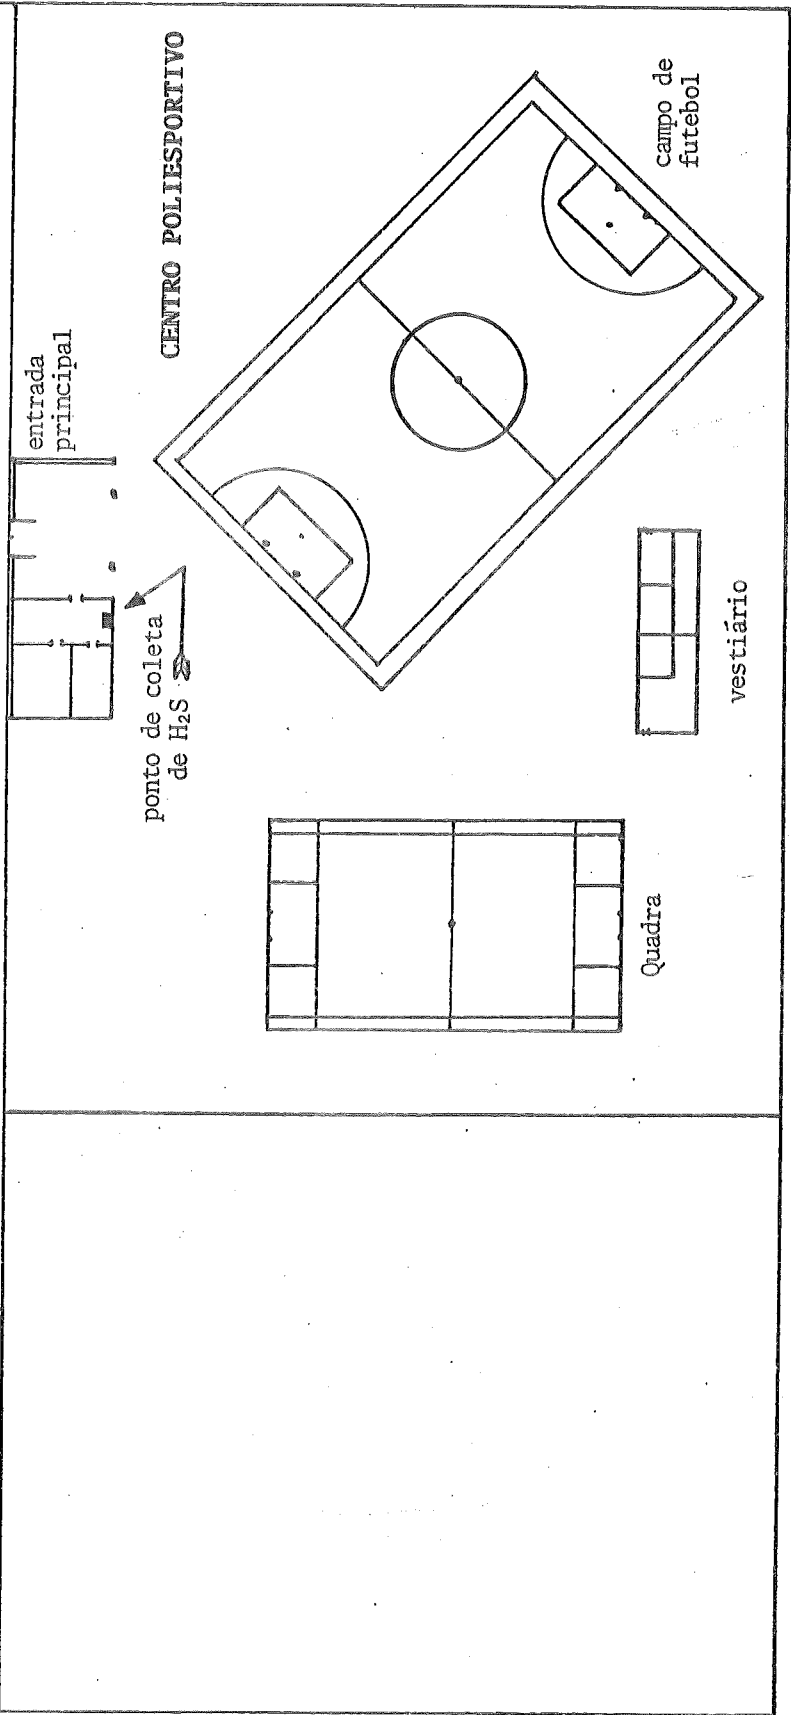 CENTRO POLIESPORTIVO
entrada
principal
campo de
futebol
ponto de coleta
de H₂S
vestiário
Quadra